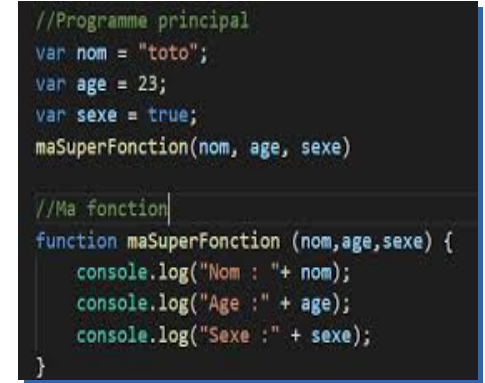 //Programme principal
var nom = "toto";
var age = 23;
var sexe = true;
maSuperFonction(nom, age, sexe)
//Ma fonction
function maSuperFonction (nom,age,sexe) {
console.log("Nom : "+ nom);
console.log("Age :" + age);
console.log("Sexe :" + sexe);
}